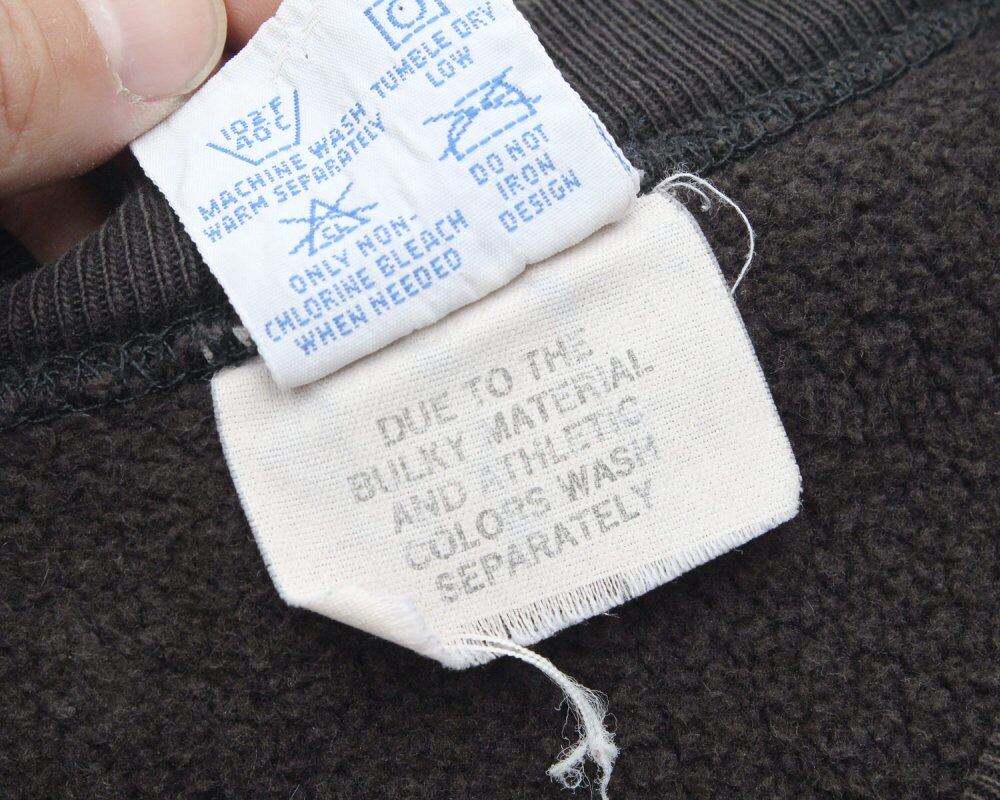 TUMBLE DRY
LOW
102°F
40°C
MACHINE WASH
WARM SEPARATELY
DO NOT
IRON
DESIGN
CL
ONLY NON-
CHLORINE BLEACH
WHEN NEEDED
DUE TO THE
BULKY MATERIAL
AND ATHLETIC
COLORS WASH
SEPARATELY